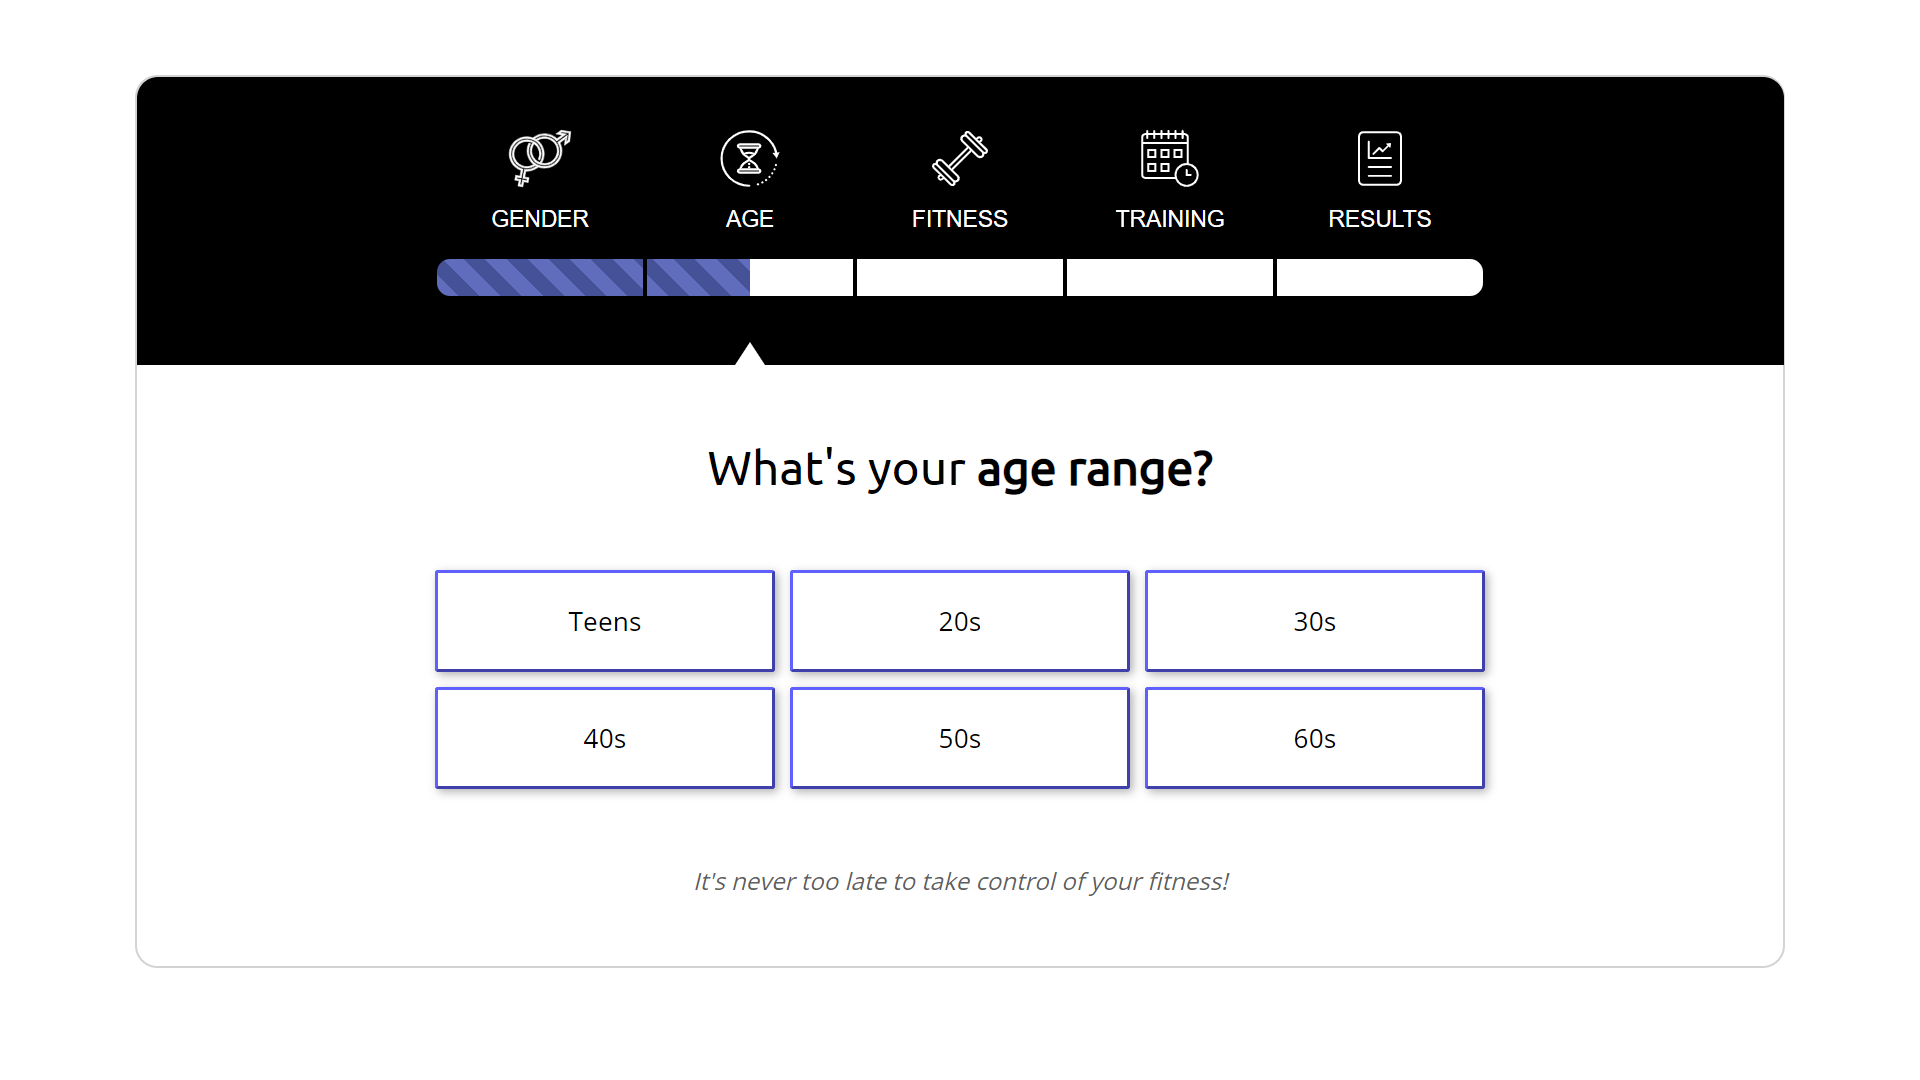 GENDER AGE FITNESS TRAINING RESULTS
What's your age range?
Teens 20s 30s
40s 50s 60s
It's never too late to take control of your fitness!